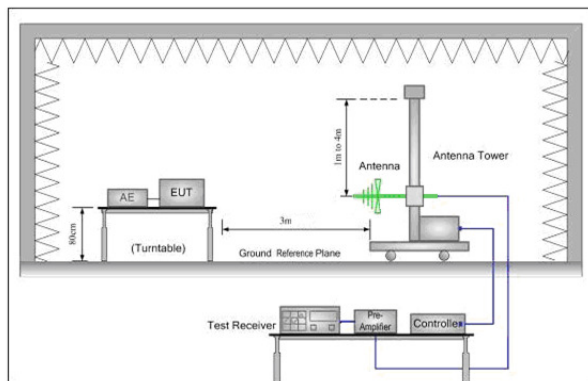 1m to 4m
Antenna
Antenna Tower
AE
EUT
3m
80cm
(Turntable)
Ground Reference Plane
Test Receiver
Pre-
Amplifier
Controller